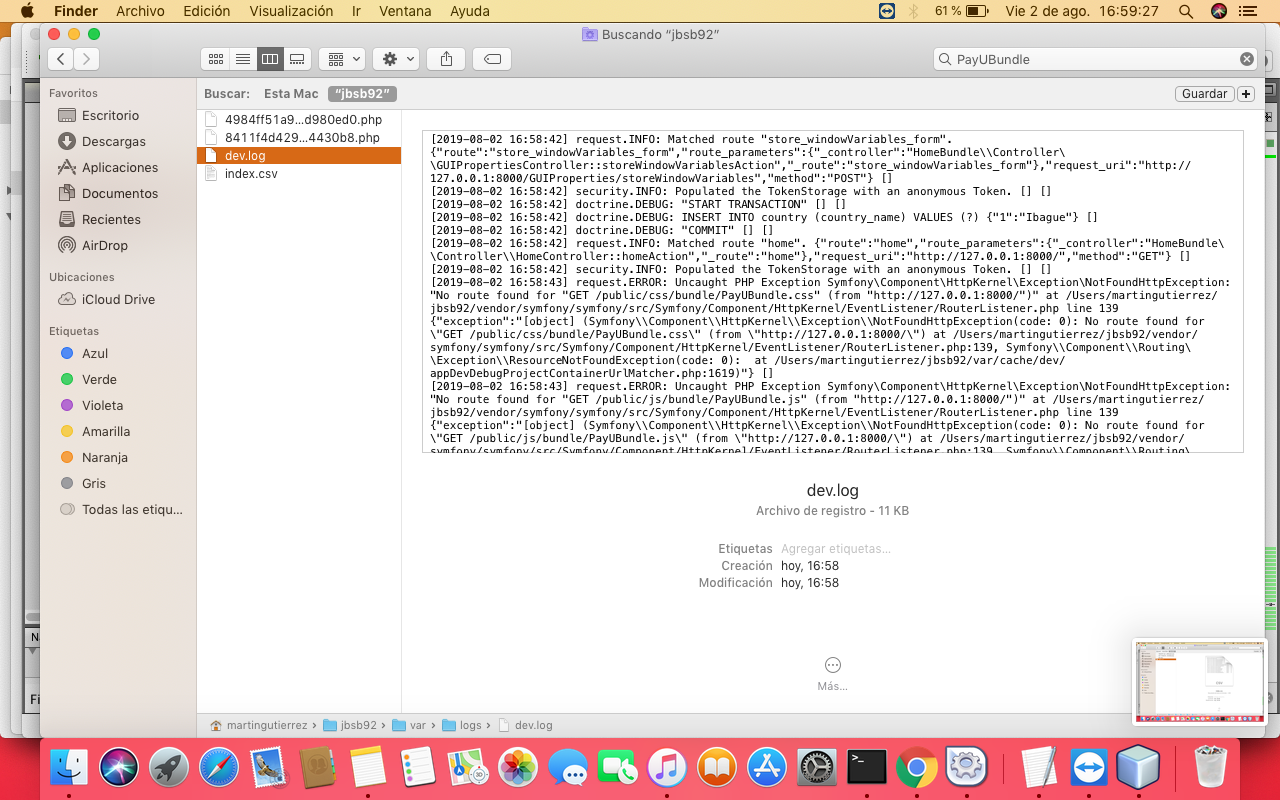 Finder Archivo Edición Visualización Ir Ventana Ayuda 61 % Vie 2 de ago. 16:59:27
Buscando “jbsb92”
PayUBundle
Buscar: Esta Mac “jbsb92” Guardar +
Favoritos
Escritorio
Descargas
Aplicaciones
Documentos
Recientes
AirDrop
Ubicaciones
iCloud Drive
Etiquetas
Azul
Verde
Violeta
Amarilla
Naranja
Gris
Todas las etiqu...
4984ff51a9...d980ed0.php
8411f4d429...4430b8.php
dev.log
index.csv
[2019-08-02 16:58:42] request.INFO: Matched route "store_windowVariables_form".
{"route":"store_windowVariables_form","route_parameters":{"_controller":"HomeBundle\\Controller\
\GUIPropertiesController::storeWindowVariablesAction","_route":"store_windowVariables_form"},"request_uri":"http://
127.0.0.1:8000/GUIProperties/storeWindowVariables","method":"POST"} []
[2019-08-02 16:58:42] security.INFO: Populated the TokenStorage with an anonymous Token. [] []
[2019-08-02 16:58:42] doctrine.DEBUG: "START TRANSACTION" [] []
[2019-08-02 16:58:42] doctrine.DEBUG: INSERT INTO country (country_name) VALUES (?) {"1":"Ibague"} []
[2019-08-02 16:58:42] doctrine.DEBUG: "COMMIT" [] []
[2019-08-02 16:58:42] request.INFO: Matched route "home". {"route":"home","route_parameters":{"_controller":"HomeBundle\
\Controller\\HomeController::homeAction","_route":"home"},"request_uri":"http://127.0.0.1:8000/","method":"GET"} []
[2019-08-02 16:58:42] security.INFO: Populated the TokenStorage with an anonymous Token. [] []
[2019-08-02 16:58:43] request.ERROR: Uncaught PHP Exception Symfony\Component\HttpKernel\Exception\NotFoundHttpException:
"No route found for "GET /public/css/bundle/PayUBundle.css" (from "http://127.0.0.1:8000/")" at /Users/martingutierrez/
jbsb92/vendor/symfony/symfony/src/Symfony/Component/HttpKernel/EventListener/RouterListener.php line 139
{"exception":"[object] (Symfony\\Component\\HttpKernel\\Exception\\NotFoundHttpException(code: 0): No route found for
\"GET /public/css/bundle/PayUBundle.css\" (from \"http://127.0.0.1:8000/\") at /Users/martingutierrez/jbsb92/vendor/
symfony/symfony/src/Symfony/Component/HttpKernel/EventListener/RouterListener.php:139, Symfony\\Component\\Routing\
\Exception\\ResourceNotFoundException(code: 0):  at /Users/martingutierrez/jbsb92/var/cache/dev/
appDevDebugProjectContainerUrlMatcher.php:1619)"} []
[2019-08-02 16:58:43] request.ERROR: Uncaught PHP Exception Symfony\Component\HttpKernel\Exception\NotFoundHttpException:
"No route found for "GET /public/js/bundle/PayUBundle.js" (from "http://127.0.0.1:8000/")" at /Users/martingutierrez/
jbsb92/vendor/symfony/symfony/src/Symfony/Component/HttpKernel/EventListener/RouterListener.php line 139
{"exception":"[object] (Symfony\\Component\\HttpKernel\\Exception\\NotFoundHttpException(code: 0): No route found for
\"GET /public/js/bundle/PayUBundle.js\" (from \"http://127.0.0.1:8000/\") at /Users/martingutierrez/jbsb92/vendor/
symfony/symfony/src/Symfony/Component/HttpKernel/EventListener/RouterListener.php:139, Symfony\\Component\\Routing\
dev.log
Archivo de registro - 11 KB
Etiquetas Agregar etiquetas...
Creación hoy, 16:58
Modificación hoy, 16:58
Más...
martingutierrez › jbsb92 › var › logs › dev.log